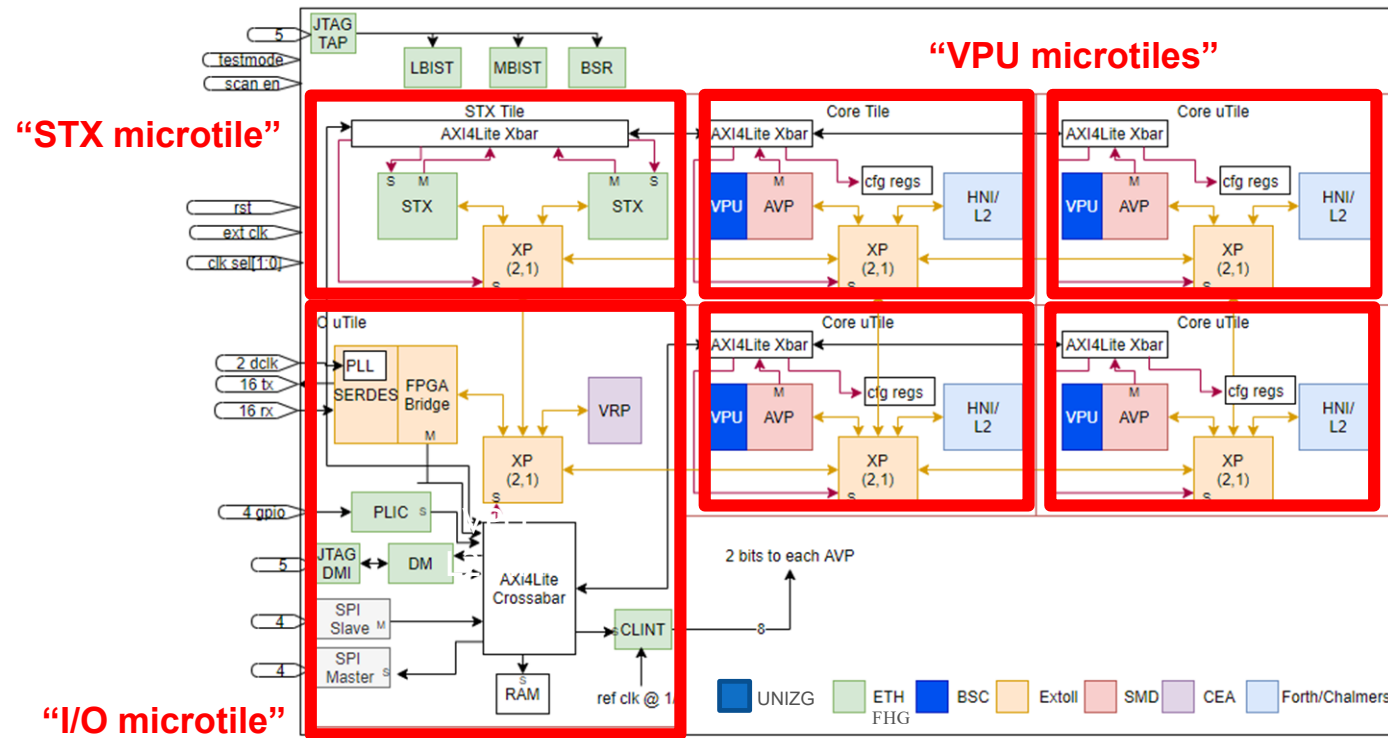 JTAG
TAP
5
testmode
scan en
LBIST
MBIST
BSR
“VPU microtiles”
“STX microtile”
STX Tile
AXI4Lite Xbar
S
M
STX
M
S
STX
XP
(2,1)
S
Core Tile
AXI4Lite Xbar
cfg regs
M
VPU
AVP
HNI/
L2
XP
(2,1)
S
Core uTile
AXI4Lite Xbar
cfg regs
M
VPU
AVP
HNI/
L2
XP
(2,1)
S
rst
ext clk
clk sel[1:0]
uTile
2 dclk
16 tx
16 rx
PLL
SERDES
FPGA
Bridge
M
VRP
XP
(2,1)
S
Core uTile
AXI4Lite Xbar
cfg regs
M
VPU
AVP
HNI/
L2
XP
(2,1)
S
Core uTile
AXI4Lite Xbar
cfg regs
M
VPU
AVP
HNI/
L2
XP
(2,1)
S
4 gpio
PLIC
S
5
JTAG
DMI
DM
AXi4Lite
Crossabar
4
SPI
Slave
M
4
SPI
Master
S
S
RAM
S
CLINT
8
2 bits to each AVP
ref clk @ 1/
“I/O microtile”
UNIZG
ETH
FHG
BSC
Extoll
SMD
CEA
Forth/Chalmers